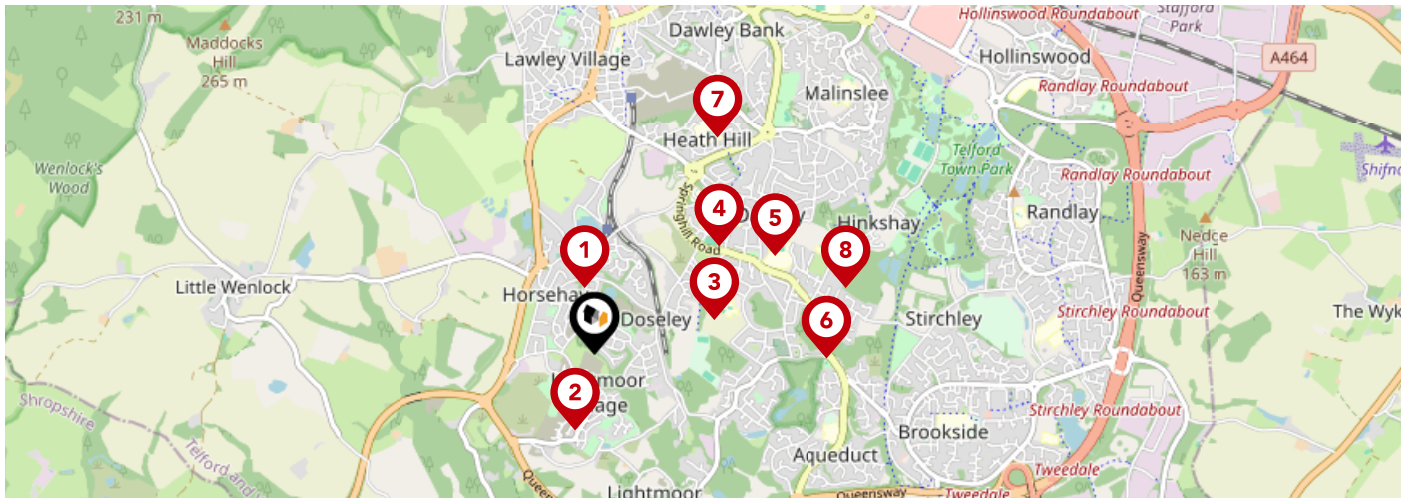 231 m
Maddocks
Hill
265 m
Lawley Village
Dawley Bank
Hollinswood Roundabout
Stafford
Park
Hollinswood
A464
Randlay Roundabout
Malinslee
7
Heath Hill
Telford
Town Park
Wenlock's
Wood
Randlay Roundabout
Springhill Road
4
5
Hinkshay
Randlay
Queensway
Nedge
Hill
163 m
1
8
Little Wenlock
Horsehay
3
Doseley
6
Stirchley
Stirchley Roundabout
The Wyk
2
Village
Shropshire
Telford and
Stirchley Roundabout
Brookside
Aqueduct
Lightmoor
Queensway
Tweedale
Tweedale